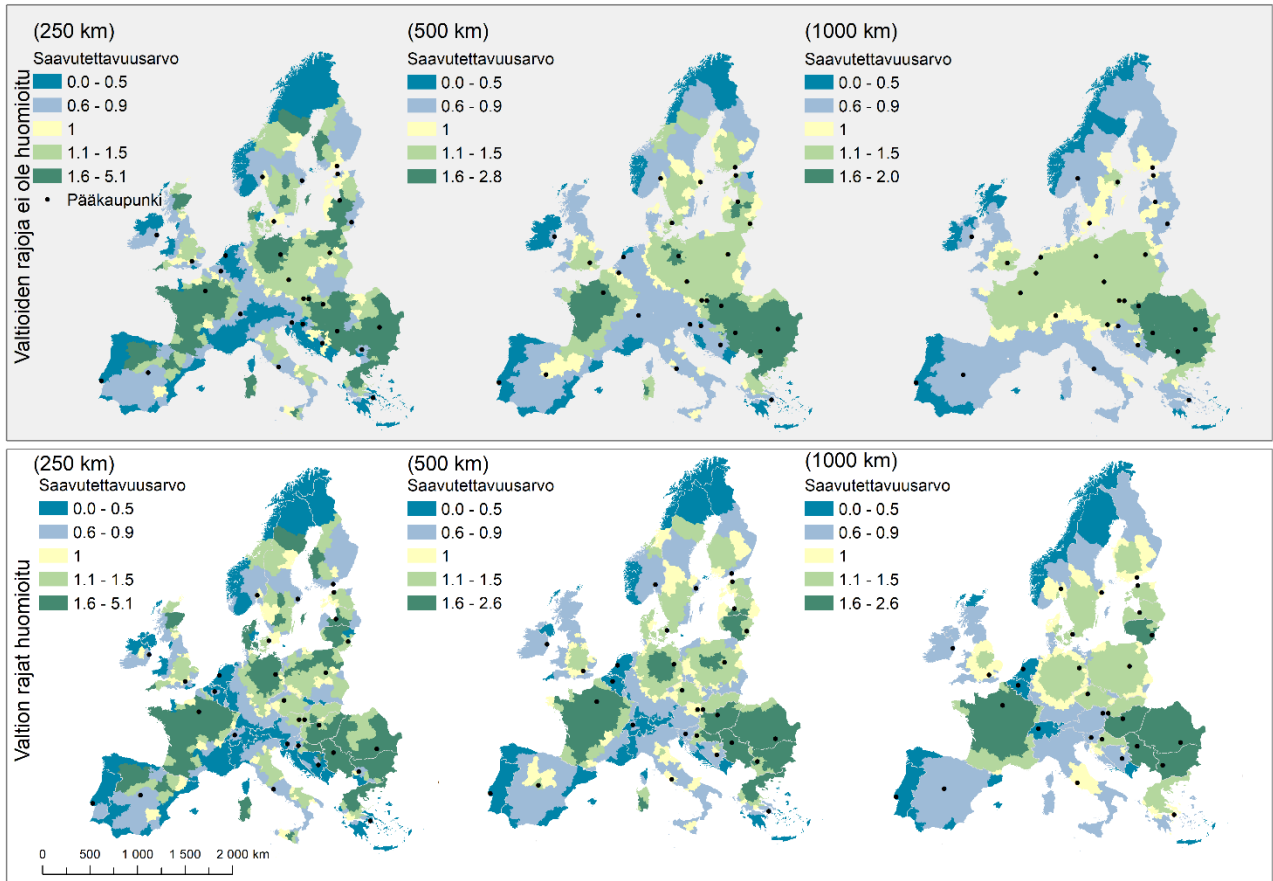 Valtioiden rajoja ei ole huomioitu
(250 km)
Saavutettavuusarvo
0.0 - 0.5
0.6 - 0.9
1
1.1 - 1.5
1.6 - 5.1
Pääkaupunki
(500 km)
Saavutettavuusarvo
0.0 - 0.5
0.6 - 0.9
1
1.1 - 1.5
1.6 - 2.8
(1000 km)
Saavutettavuusarvo
0.0 - 0.5
0.6 - 0.9
1
1.1 - 1.5
1.6 - 2.0
Valtion rajat huomioitu
(250 km)
Saavutettavuusarvo
0.0 - 0.5
0.6 - 0.9
1
1.1 - 1.5
1.6 - 5.1
0 500 1 000 1 500 2 000 km
(500 km)
Saavutettavuusarvo
0.0 - 0.5
0.6 - 0.9
1
1.1 - 1.5
1.6 - 2.6
(1000 km)
Saavutettavuusarvo
0.0 - 0.5
0.6 - 0.9
1
1.1 - 1.5
1.6 - 2.6